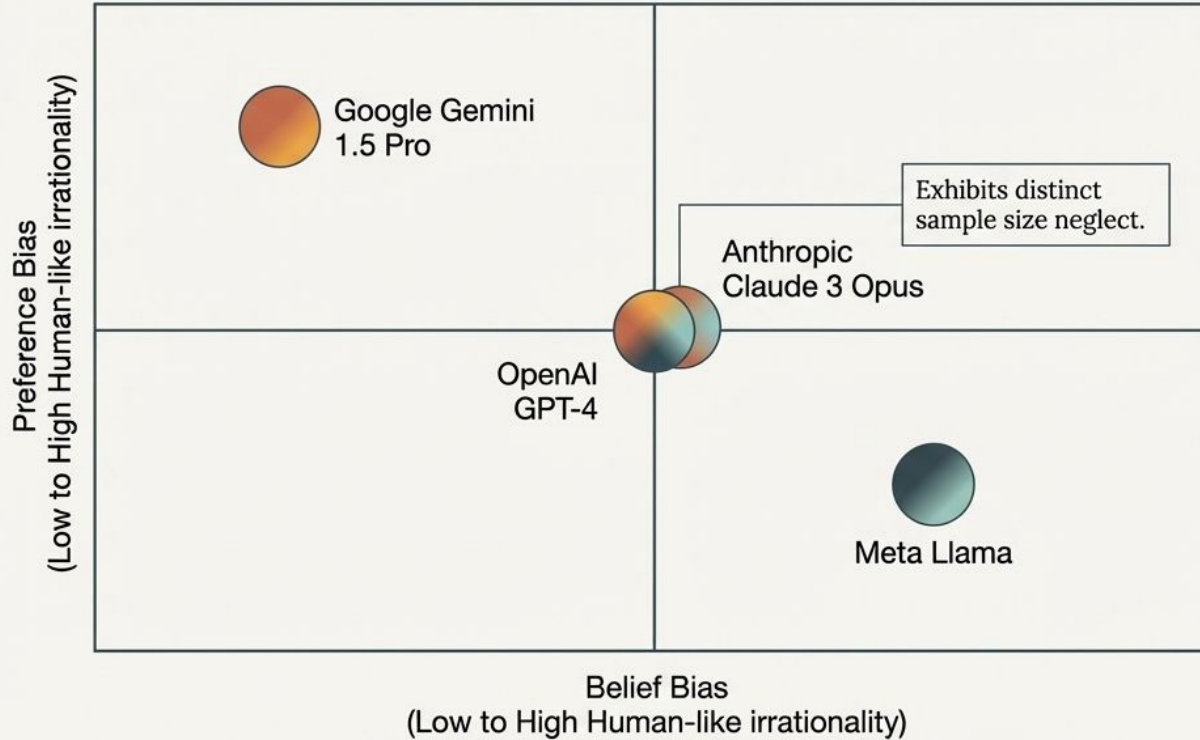 Preference Bias
(Low to High Human-like irrationality)
Google Gemini
1.5 Pro
Exhibits distinct
sample size neglect.
Anthropic
Claude 3 Opus
OpenAI
GPT-4
Meta Llama
Belief Bias
(Low to High Human-like irrationality)